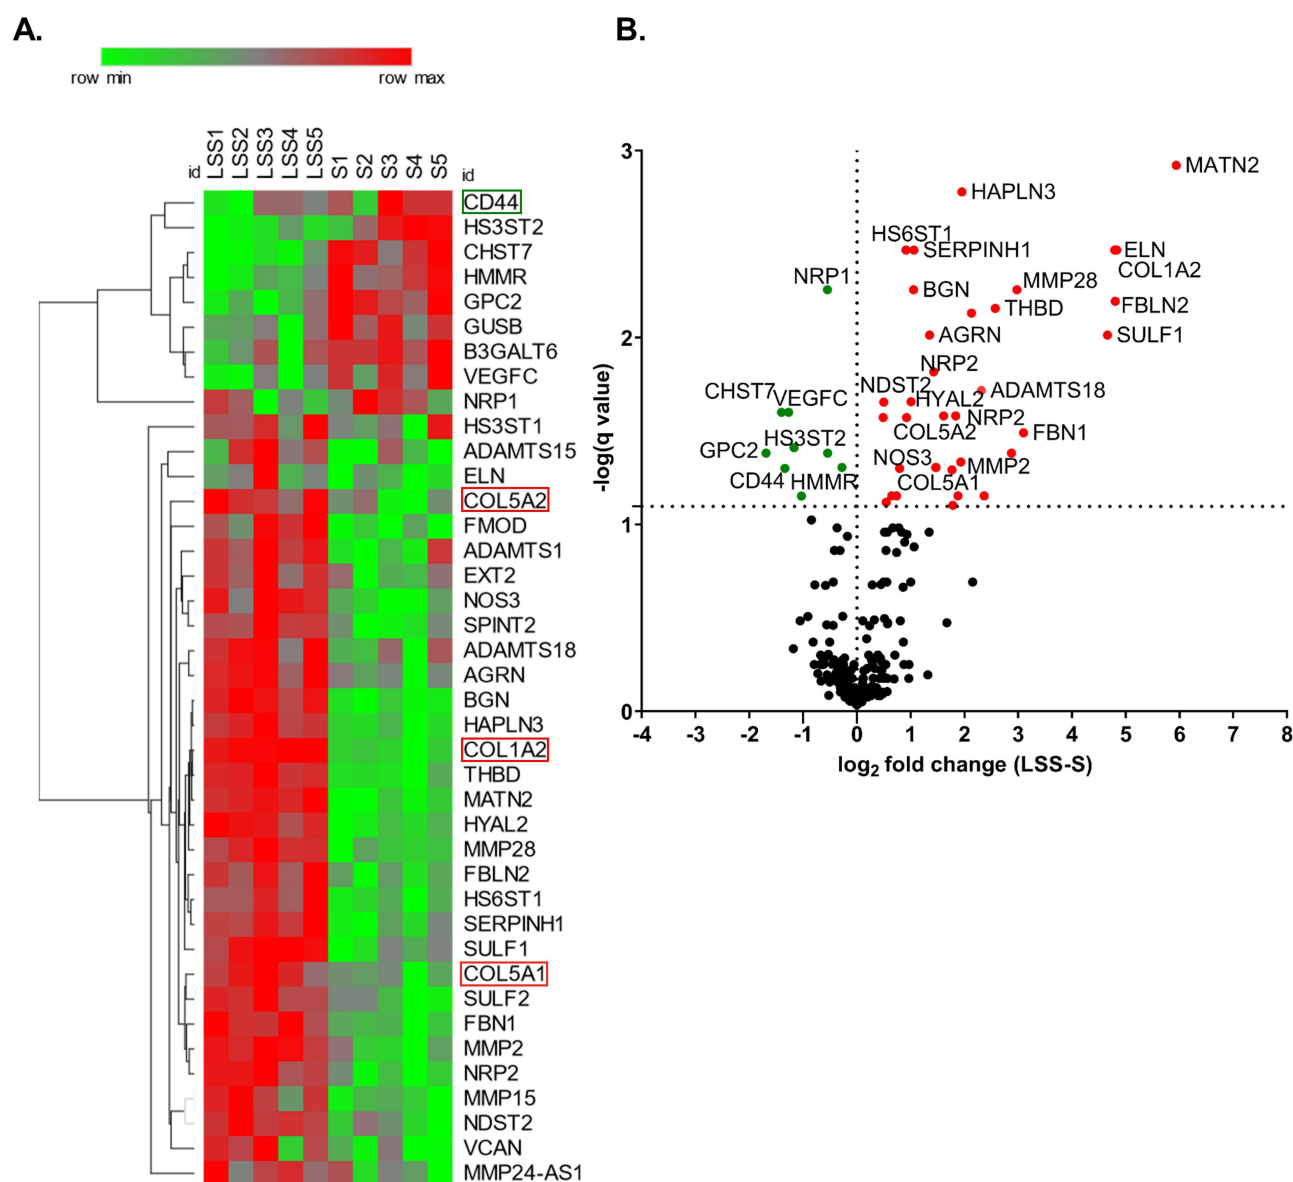 A.
B.
row min
row max
id
LSS1
LSS2
LSS3
LSS4
LSS5
S1
S2
S3
S4
S5
id
CD44
HS3ST2
CHST7
HMMR
GPC2
GUSB
B3GALT6
VEGFC
NRP1
HS3ST1
ADAMTS15
ELN
COL5A2
FMOD
ADAMTS1
EXT2
NOS3
SPINT2
ADAMTS18
AGRN
BGN
HAPLN3
COL1A2
THBD
MATN2
HYAL2
MMP28
FBLN2
HS6ST1
SERPINH1
SULF1
COL5A1
SULF2
FBN1
MMP2
NRP2
MMP15
NDST2
VCAN
MMP24-AS1
3
2
1
0
-log(q value)
MATN2
HAPLN3
HS6ST1
SERPINH1
ELN
COL1A2
NRP1
BGN
MMP28
THBD
FBLN2
AGRN
SULF1
NRP2
CHST7
VEGFC
NDST2
HYAL2
ADAMTS18
NRP2
COL5A2
FBN1
GPC2
HS3ST2
NOS3
MMP2
CD44
HMMR
COL5A1
-4 -3 -2 -1 0 1 2 3 4 5 6 7 8
log2 fold change (LSS-S)